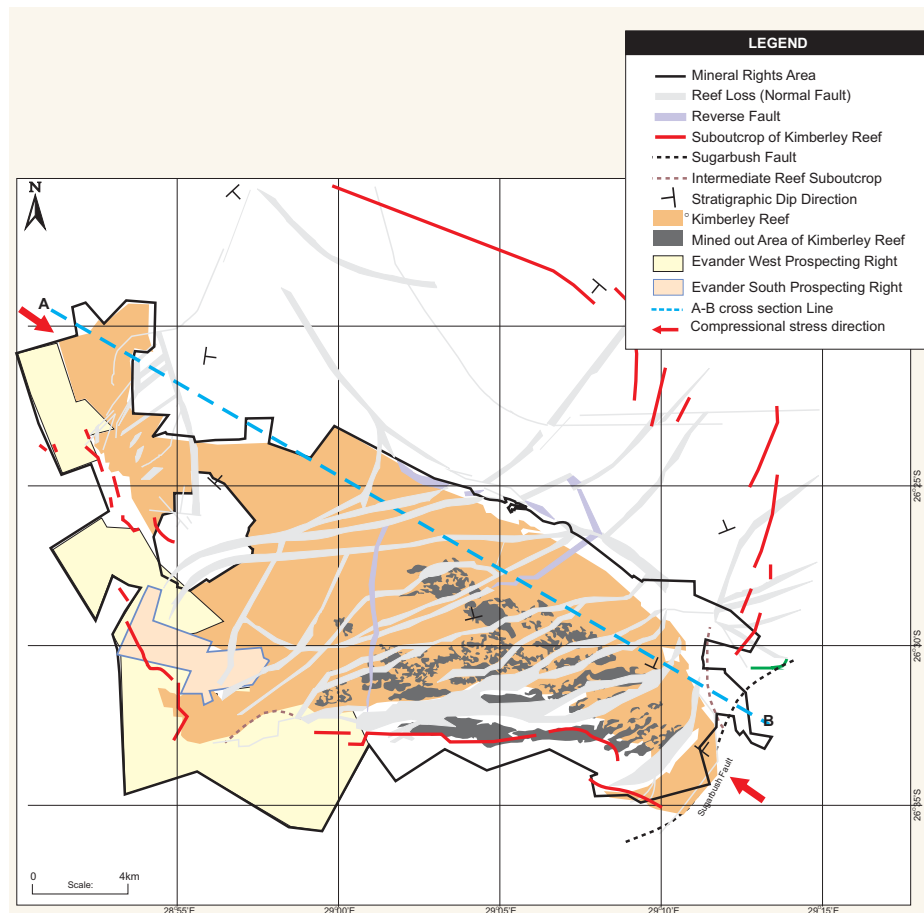 LEGEND
Mineral Rights Area
Reef Loss (Normal Fault)
Reverse Fault
Suboutcrop of Kimberley Reef
Sugarbush Fault
Intermediate Reef Suboutcrop
Stratigraphic Dip Direction
Kimberley Reef
Mined out Area of Kimberley Reef
Evander West Prospecting Right
Evander South Prospecting Right
A-B cross section Line
Compressional stress direction
N
A
26°25'S
26°30'S
B
Sugarbush Fault
26°35'S
0 4km
Scale:
28°55'E
29°00'E
29°05'E
29°10'E
29°15'E